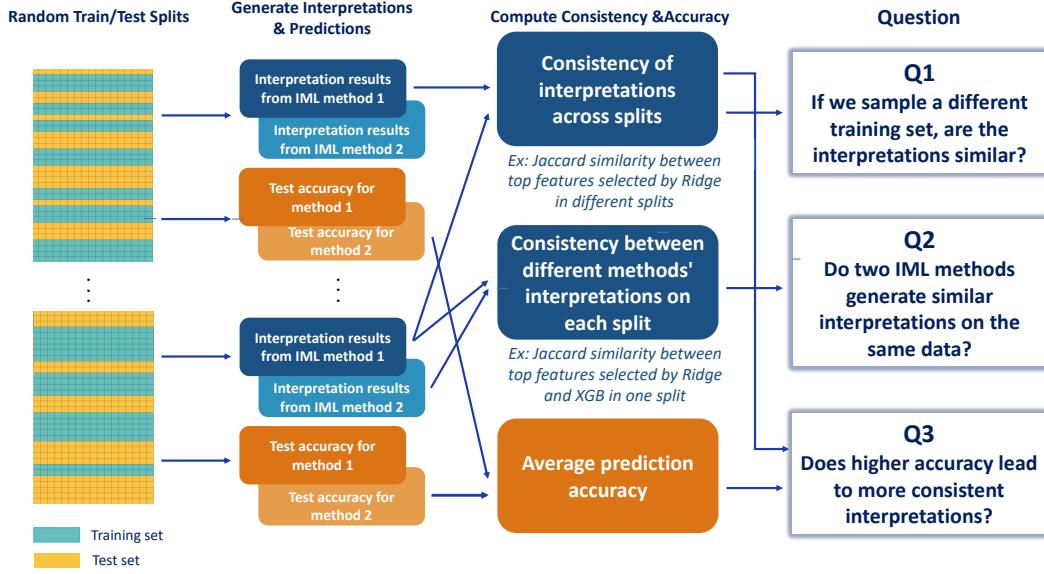 Random Train/Test Splits
Generate Interpretations
& Predictions
Compute Consistency &Accuracy
Question
Interpretation results
from IML method 1
Interpretation results
from IML method 2
Test accuracy for
method 1
Test accuracy for
method 2
. . .
. . .
Interpretation results
from IML method 1
Interpretation results
from IML method 2
Test accuracy for
method 1
Test accuracy for
method 2
Consistency of
interpretations
across splits
Ex: Jaccard similarity between
top features selected by Ridge
in different splits
Consistency between
different methods'
interpretations on
each split
Ex: Jaccard similarity between
top features selected by Ridge
and XGB in one split
Average prediction
accuracy
Q1
If we sample a different
training set, are the
interpretations similar?
Q2
Do two IML methods
generate similar
interpretations on the
same data?
Q3
Does higher accuracy lead
to more consistent
interpretations?
Training set
Test set